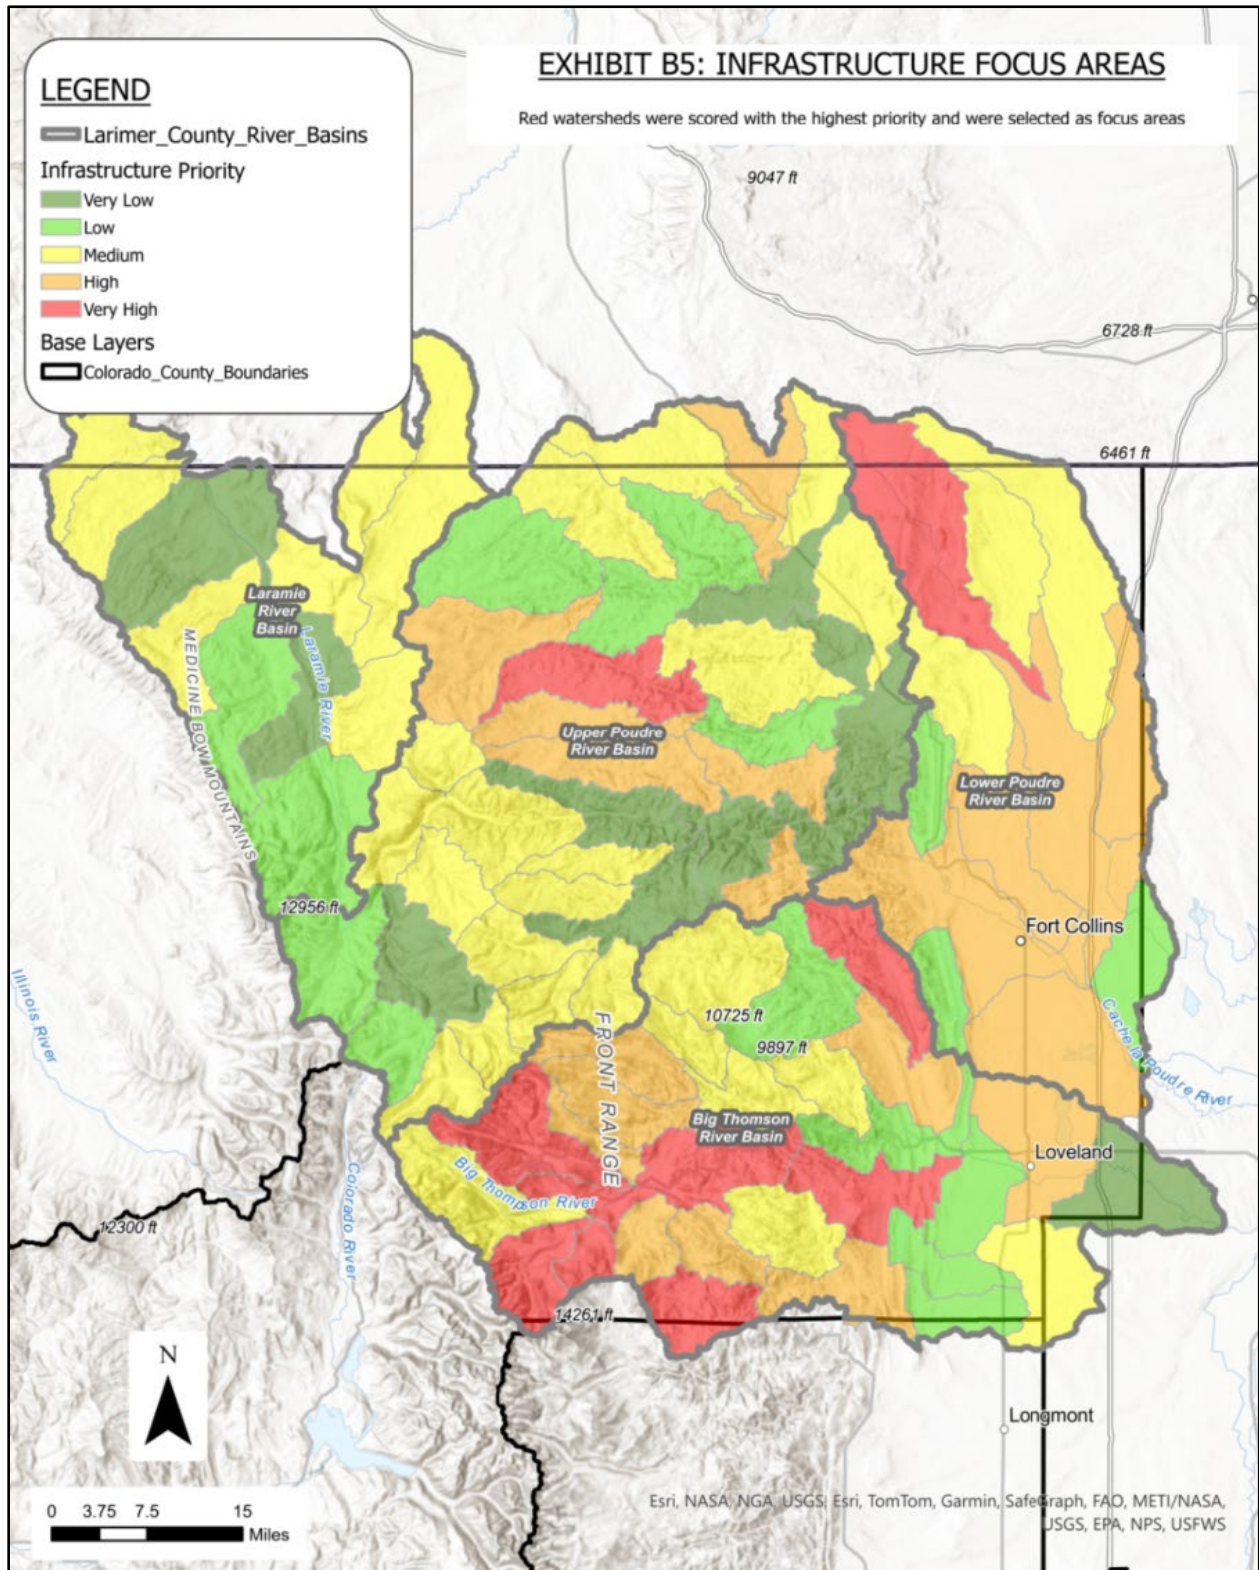 EXHIBIT B5: INFRASTRUCTURE FOCUS AREAS
Red watersheds were scored with the highest priority and were selected as focus areas
LEGEND
Larimer_County_River_Basins
Infrastructure Priority
Very Low
Low
Medium
High
Very High
Base Layers
Colorado_County_Boundaries
9047 ft
6728 ft
6461 ft
Laramie
River
Basin
Laramie River
MEDICINE BOW MOUNTAINS
Upper Poudre
River Basin
Lower Poudre
River Basin
12956 ft
Fort Collins
Illinois River
10725 ft
9897 ft
Cache la Poudre River
FRONT RANGE
Big Thomson
River Basin
Loveland
Big Thompson River
Colorado River
12300 ft
14261 ft
N
Longmont
0 3.75 7.5 15
Miles
Esri, NASA, NGA, USGS, Esri, TomTom, Garmin, SafeGraph, FAO, METI/NASA,
USGS, EPA, NPS, USFWS